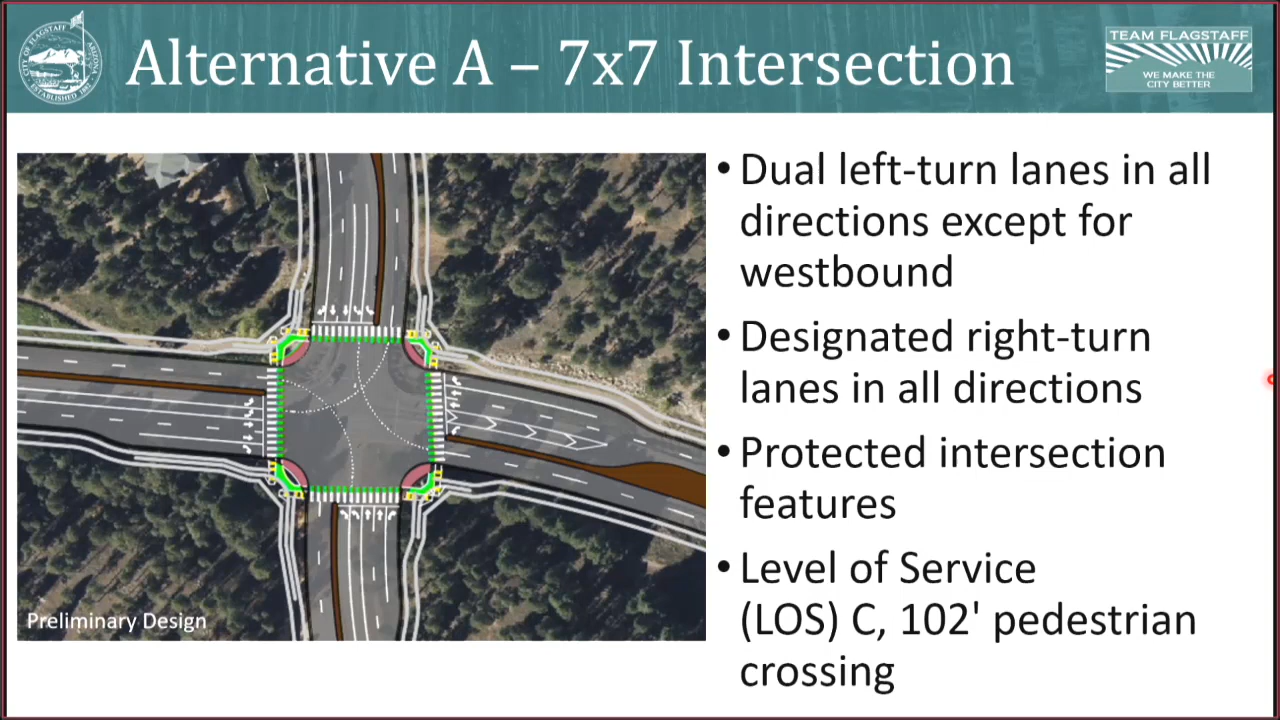 CITY OF FLAGSTAFF ARIZONA
ESTABLISHED 1882
Alternative A – 7x7 Intersection
TEAM FLAGSTAFF
WE MAKE THE
CITY BETTER
• Dual left-turn lanes in all
directions except for
westbound
• Designated right-turn
lanes in all directions
• Protected intersection
features
• Level of Service
(LOS) C, 102' pedestrian
crossing
Preliminary Design